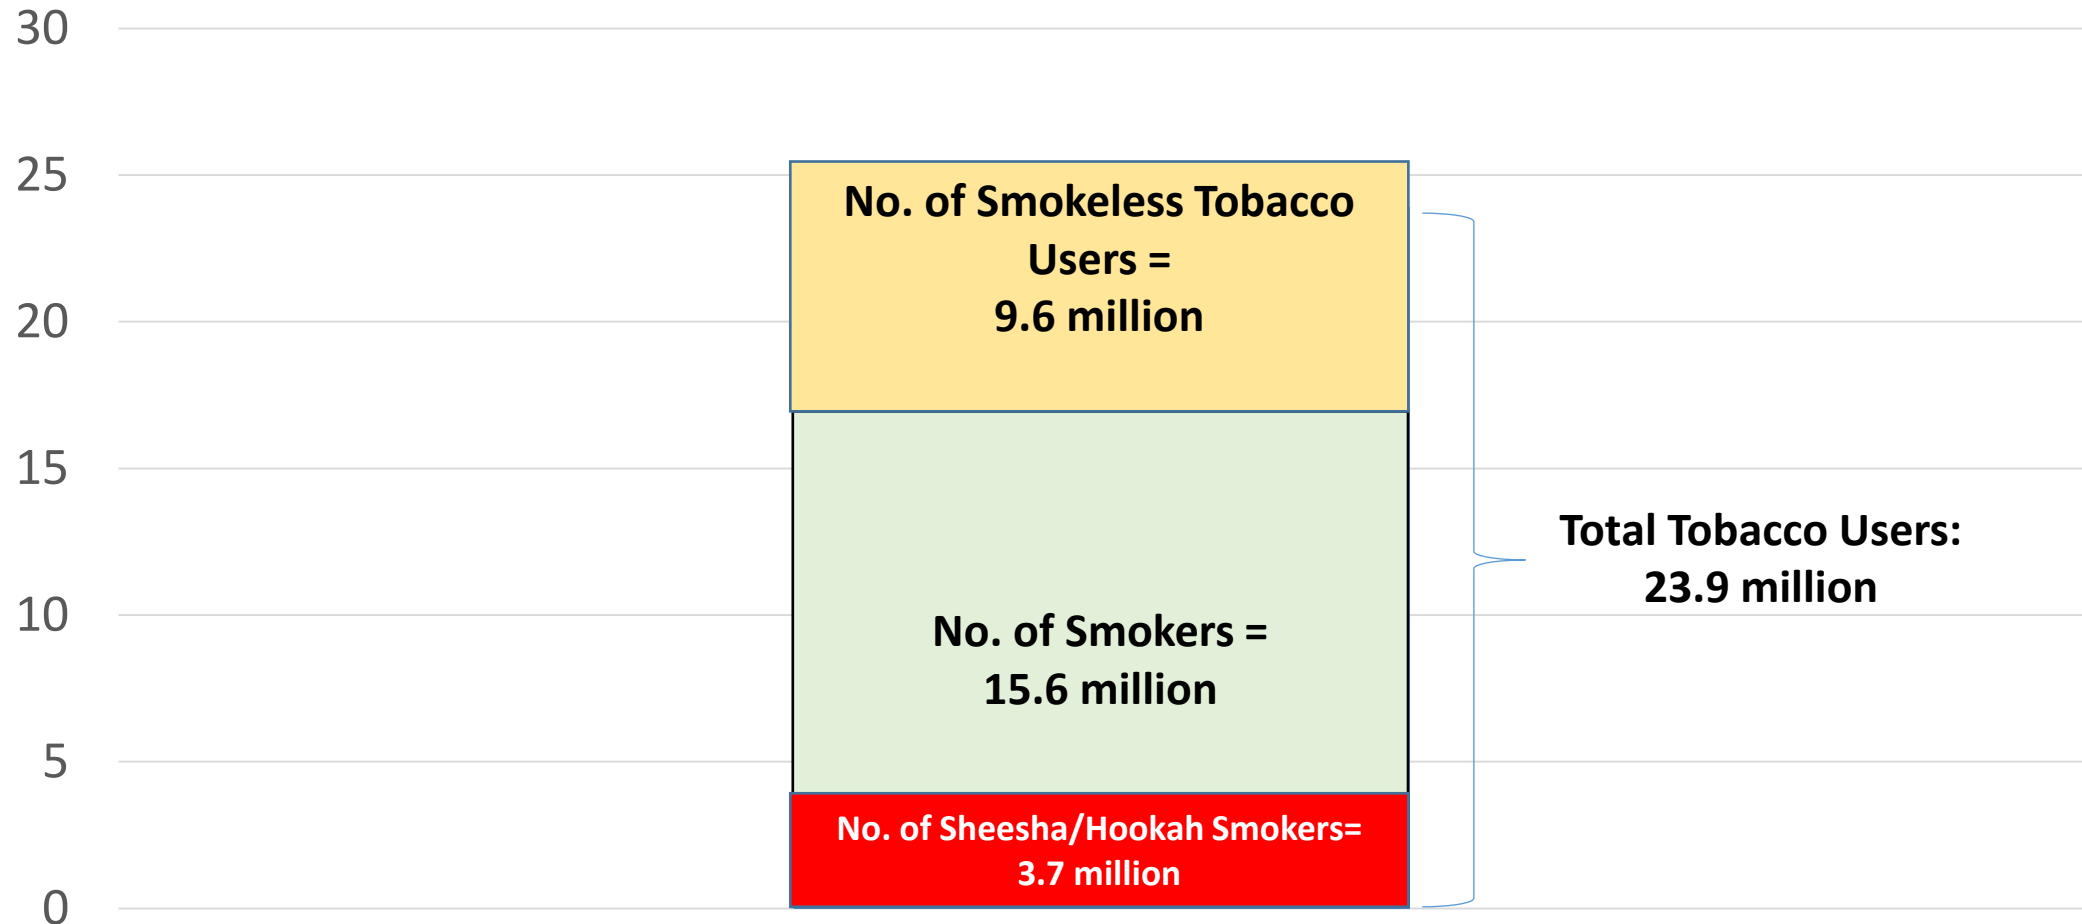 30
25
20
15
10
5
0
No. of Smokeless Tobacco
Users =
9.6 million
No. of Smokers =
15.6 million
No. of Sheesha/Hookah Smokers=
3.7 million
Total Tobacco Users:
23.9 million